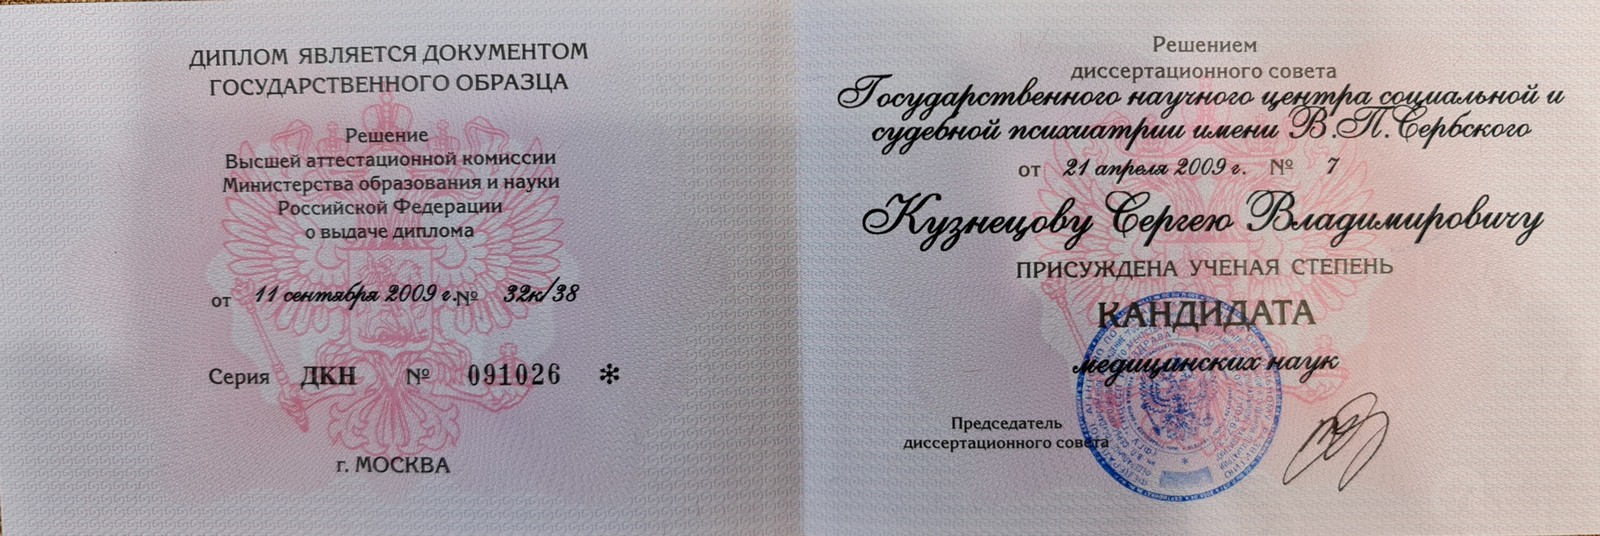 ДИПЛОМ ЯВЛЯЕТСЯ ДОКУМЕНТОМ
ГОСУДАРСТВЕННОГО ОБРАЗЦА
Решение
Высшей аттестационной комиссии
Министерства образования и науки
Российской Федерации
о выдаче диплома
от 11 сентября 2009 г. № 32к/38
Серия ДКН № 091026 *
г. МОСКВА
Решением
диссертационного совета
Государственного научного центра социальной и
судебной психиатрии имени В.П.Сербского
от 21 апреля 2009 г. № 7
Кузнецову Сергею Владимировичу
ПРИСУЖДЕНА УЧЕНАЯ СТЕПЕНЬ
КАНДИДАТА
медицинских наук
Председатель
диссертационного совета